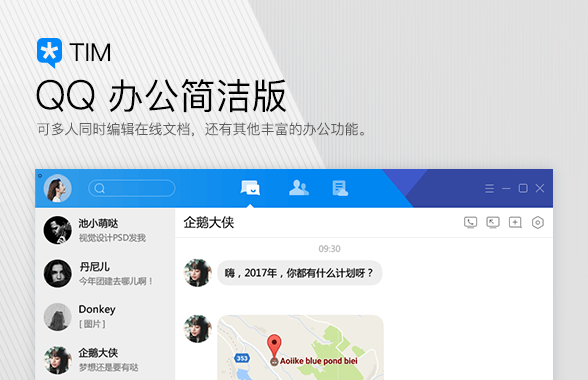 TIM
QQ 办公简洁版
可多人同时编辑在线文档，还有其他丰富的办公功能。
池小萌哒
视觉设计PSD发我
丹尼儿
今年团建去哪儿啊！
Donkey
[图片]
企鹅大侠
梦想还是要有哒
企鹅大侠
09:30
嗨，2017年，你都有什么计划呀？
353
Aoiike blue pond biei